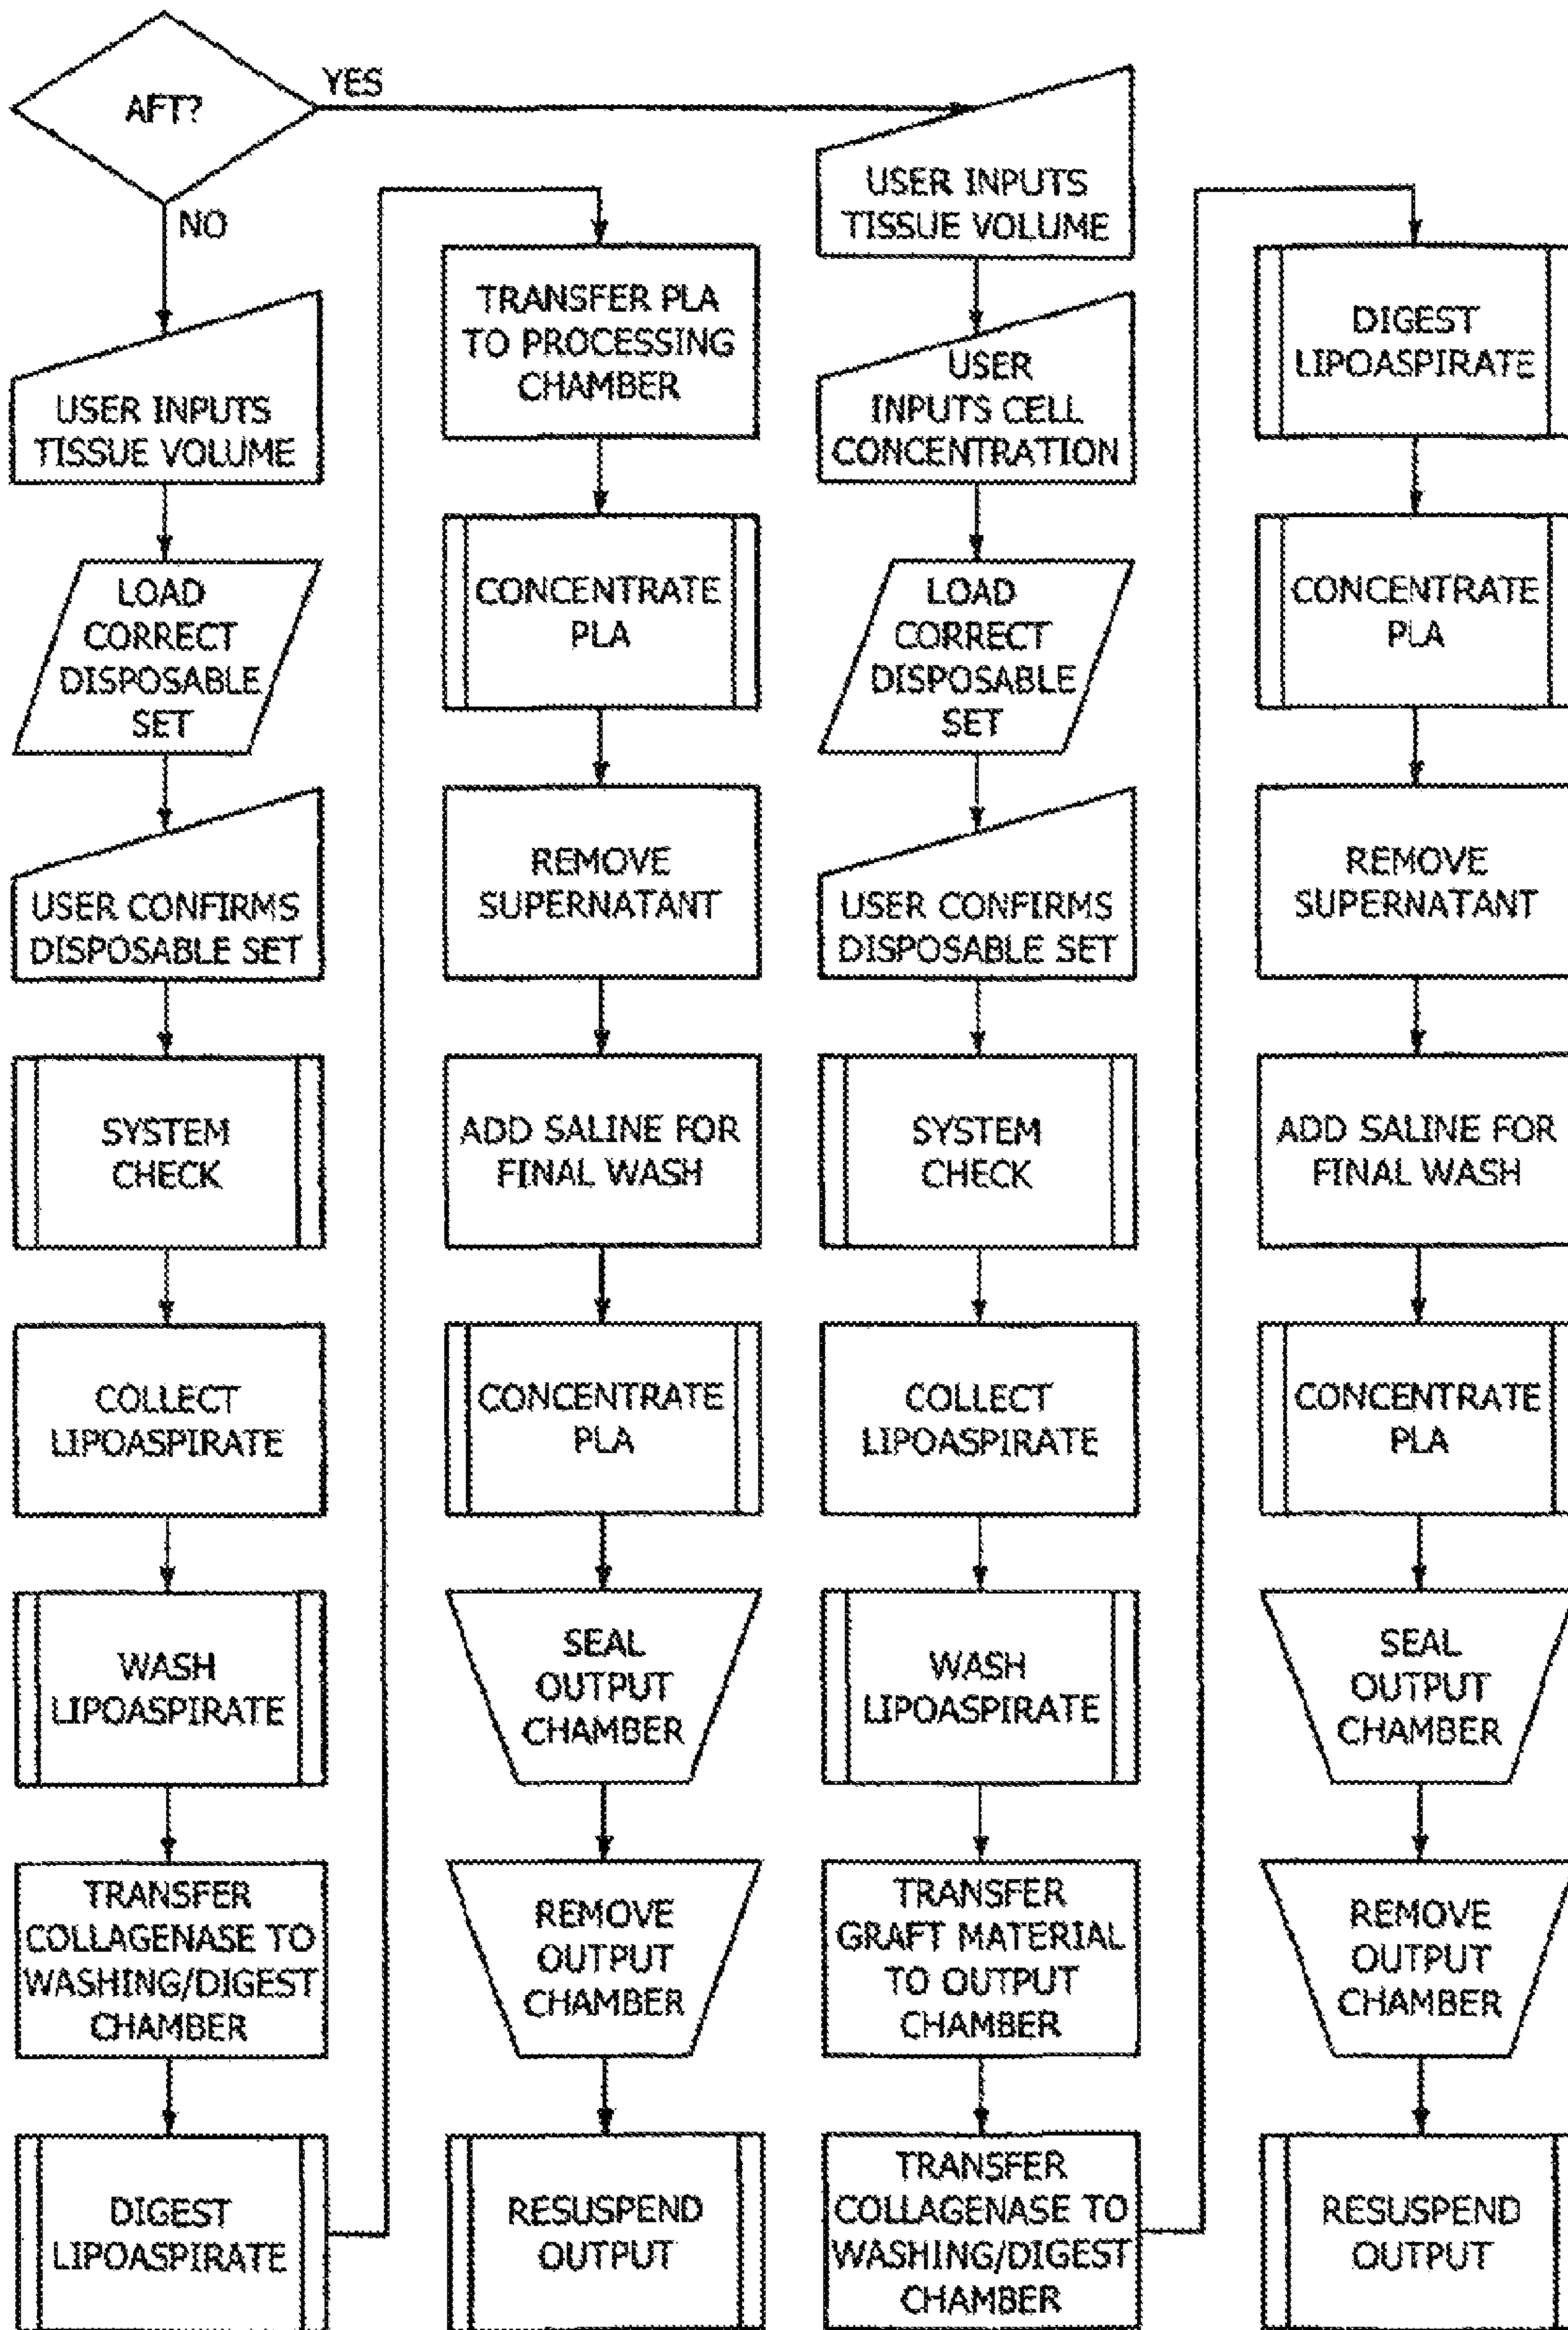 AFT?
YES
NO
USER INPUTS
TISSUE VOLUME
LOAD
CORRECT
DISPOSABLE
SET
USER CONFIRMS
DISPOSABLE SET
SYSTEM
CHECK
COLLECT
LIPOASPIRATE
WASH
LIPOASPIRATE
TRANSFER
COLLAGENASE TO
WASHING/DIGEST
CHAMBER
DIGEST
LIPOASPIRATE
TRANSFER PLA
TO PROCESSING
CHAMBER
CONCENTRATE
PLA
REMOVE
SUPERNATANT
ADD SALINE FOR
FINAL WASH
CONCENTRATE
PLA
SEAL
OUTPUT
CHAMBER
REMOVE
OUTPUT
CHAMBER
RESUSPEND
OUTPUT
USER INPUTS
TISSUE VOLUME
USER
INPUTS CELL
CONCENTRATION
LOAD
CORRECT
DISPOSABLE
SET
USER CONFIRMS
DISPOSABLE SET
SYSTEM
CHECK
COLLECT
LIPOASPIRATE
WASH
LIPOASPIRATE
TRANSFER
GRAFT MATERIAL
TO OUTPUT
CHAMBER
TRANSFER
COLLAGENASE TO
WASHING/DIGEST
CHAMBER
DIGEST
LIPOASPIRATE
CONCENTRATE
PLA
REMOVE
SUPERNATANT
ADD SALINE FOR
FINAL WASH
CONCENTRATE
PLA
SEAL
OUTPUT
CHAMBER
REMOVE
OUTPUT
CHAMBER
RESUSPEND
OUTPUT